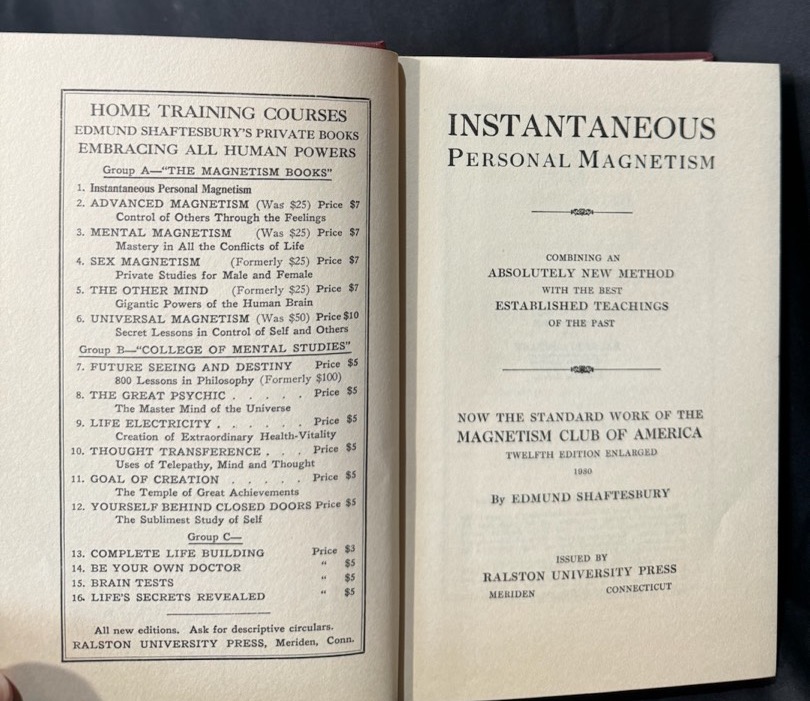 HOME TRAINING COURSES
EDMUND SHAFTESBURY'S PRIVATE BOOKS
EMBRACING ALL HUMAN POWERS
Group A—"THE MAGNETISM BOOKS"
1. Instantaneous Personal Magnetism
2. ADVANCED MAGNETISM (Was $25) Price $7
Control of Others Through the Feelings
3. MENTAL MAGNETISM (Was $25) Price $7
Mastery in All the Conflicts of Life
4. SEX MAGNETISM (Formerly $25) Price $7
Private Studies for Male and Female
5. THE OTHER MIND (Formerly $25) Price $7
Gigantic Powers of the Human Brain
6. UNIVERSAL MAGNETISM (Was $50) Price $10
Secret Lessons in Control of Self and Others
Group B—"COLLEGE OF MENTAL STUDIES"
7. FUTURE SEEING AND DESTINY Price $5
800 Lessons in Philosophy (Formerly $100)
8. THE GREAT PSYCHIC . . . . . Price $5
The Master Mind of the Universe
9. LIFE ELECTRICITY . . . . . . Price $5
Creation of Extraordinary Health-Vitality
10. THOUGHT TRANSFERENCE . . . Price $5
Uses of Telepathy, Mind and Thought
11. GOAL OF CREATION . . . . . Price $5
The Temple of Great Achievements
12. YOURSELF BEHIND CLOSED DOORS Price $5
The Sublimest Study of Self
Group C—
13. COMPLETE LIFE BUILDING Price $3
14. BE YOUR OWN DOCTOR " $5
15. BRAIN TESTS " $5
16. LIFE'S SECRETS REVEALED " $5
All new editions. Ask for descriptive circulars.
RALSTON UNIVERSITY PRESS, Meriden, Conn.
INSTANTANEOUS
PERSONAL MAGNETISM
COMBINING AN
ABSOLUTELY NEW METHOD
WITH THE BEST
ESTABLISHED TEACHINGS
OF THE PAST
NOW THE STANDARD WORK OF THE
MAGNETISM CLUB OF AMERICA
TWELFTH EDITION ENLARGED
1930
By EDMUND SHAFTESBURY
ISSUED BY
RALSTON UNIVERSITY PRESS
MERIDEN CONNECTICUT